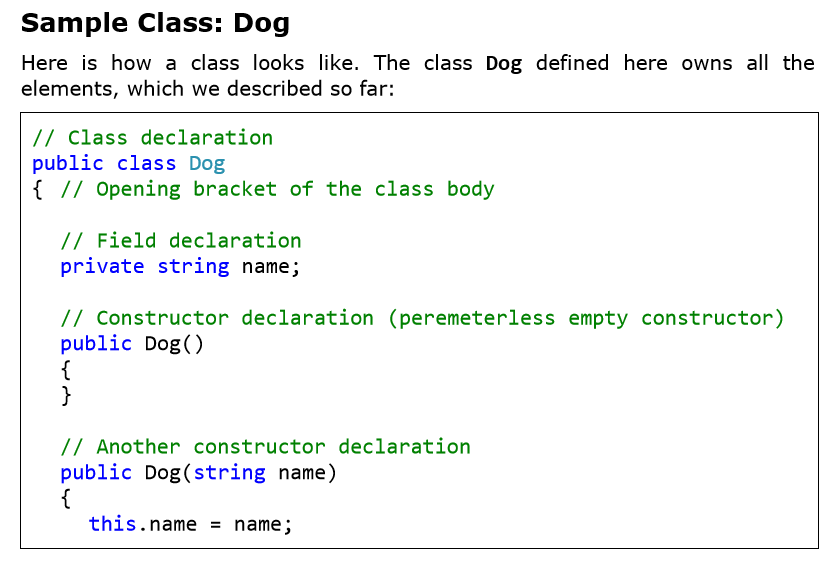 Sample Class: Dog
Here is how a class looks like. The class Dog defined here owns all the
elements, which we described so far:
// Class declaration
public class Dog
{ // Opening bracket of the class body
// Field declaration
private string name;
// Constructor declaration (peremeterless empty constructor)
public Dog()
{
}
// Another constructor declaration
public Dog(string name)
{
this.name = name;